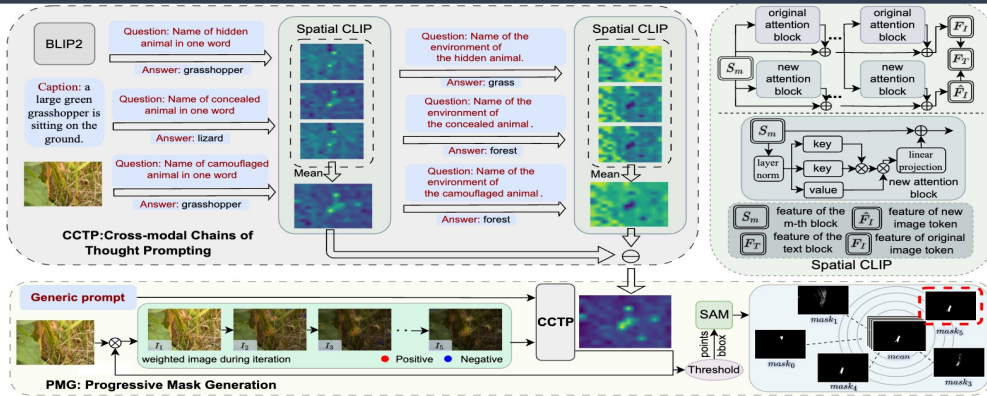 BLIP2
Caption: a
large green
grasshopper is
sitting on the
ground.
Question: Name of hidden
animal in one word
Answer: grasshopper
Question: Name of concealed
animal in one word
Answer: lizard
Question: Name of camouflaged
animal in one word
Answer: grasshopper
CCTP:Cross-modal Chains of
Thought Prompting
Spatial CLIP
Mean
Question: Name of the
environment of
the hidden animal.
Answer: grass
Question: Name of the
environment of
the concealed animal .
Answer: forest
Question: Name of the
environment of
the camouflaged animal .
Answer: forest
Spatial CLIP
Mean
original
attention
block
...
original
attention
block
F_I
S_m
F_T
new
attention
block
...
new
attention
block
F̂_I
S_m
layer
norm
key
key
value
linear
projection
new attention
block
S_m feature of the
m-th block
F̂_I feature of new
image token
F_T feature of the
text block
F_I feature of original
image token
Spatial CLIP
Generic prompt
I_1
I_2
I_3
...
I_5
weighted image during iteration
Positive
Negative
CCTP
SAM
points
bbox
Threshold
mask_1
mask_5
mask_0
mean
mask_4
mask_3
PMG: Progressive Mask Generation